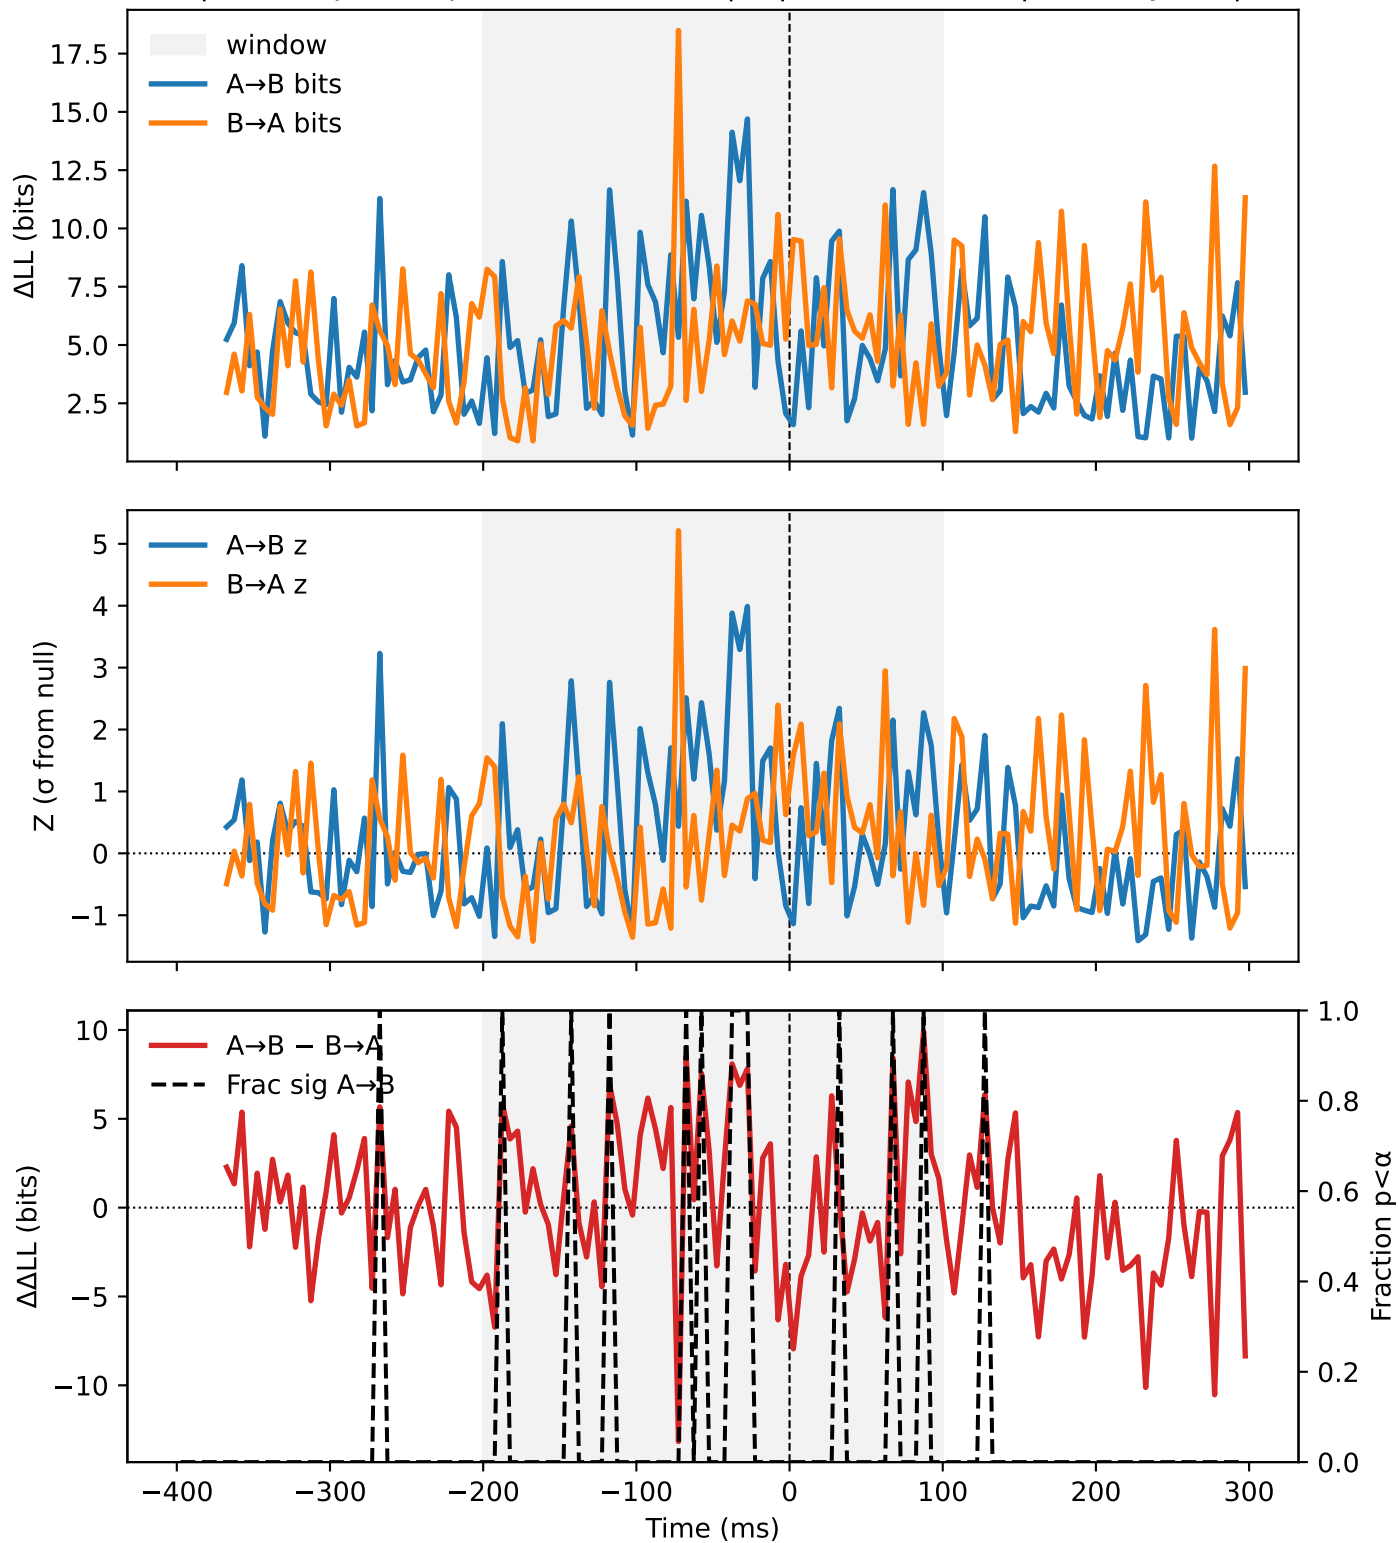 window
A→B bits
B→A bits
ΔLL (bits)
17.5
15.0
12.5
10.0
7.5
5.0
2.5
A→B z
B→A z
Z (σ from null)
5
4
3
2
1
0
−1
A→B − B→A
Frac sig A→B
ΔΔLL (bits)
10
5
0
−5
−10
1.0
0.8
0.6
0.4
0.2
0.0
Fraction p<α
−400 −300 −200 −100 0 100 200 300
Time (ms)